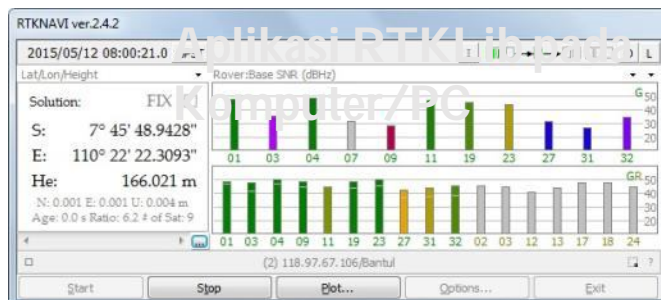 RTKNAVI ver.2.4.2
2015/05/12 08:00:21.0
I
O
L
Aplikasi RTKLib pada
Komputer/PC
Lat/Lon/Height
Rover:Base SNR (dBHz)
Solution: FIX
S: 7° 45' 48.9428"
E: 110° 22' 22.3093"
He: 166.021 m
N: 0.001 E: 0.001 U: 0.004 m
Age: 0.0 s Ratio: 6.2 # of Sat: 9
G 50
40
30
20
01 03 04 07 09 11 19 23 27 31 32
GR 50
40
30
20
01 03 04 09 11 19 23 27 31 32 02 03 12 13 17 18 24
(2) 118.97.67.106/Bantul
?
Start
Stop
Plot...
Options...
Exit